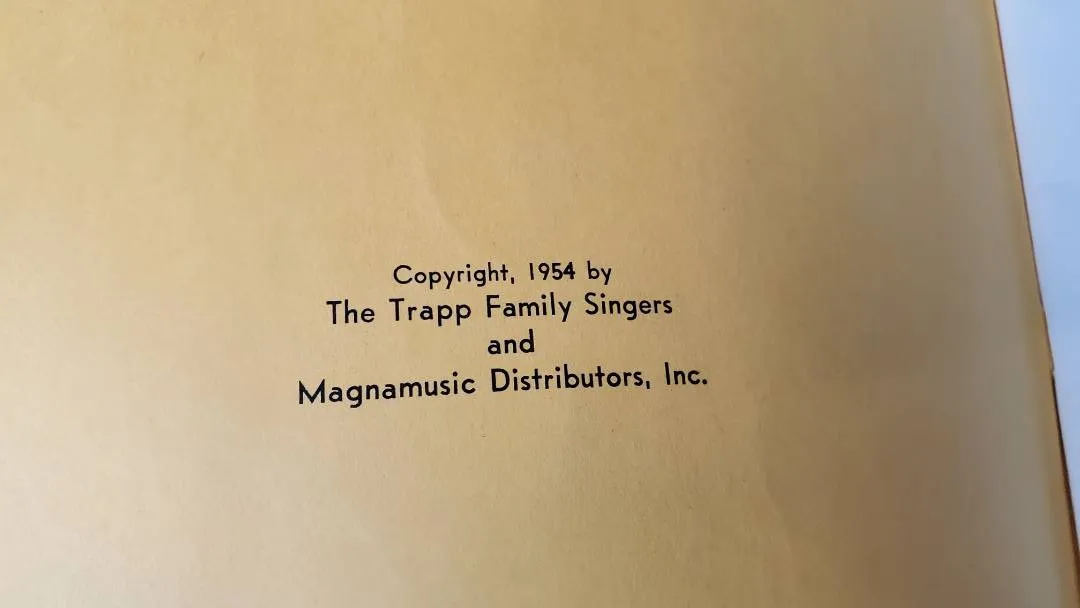 Copyright, 1954 by
The Trapp Family Singers
and
Magnamusic Distributors, Inc.